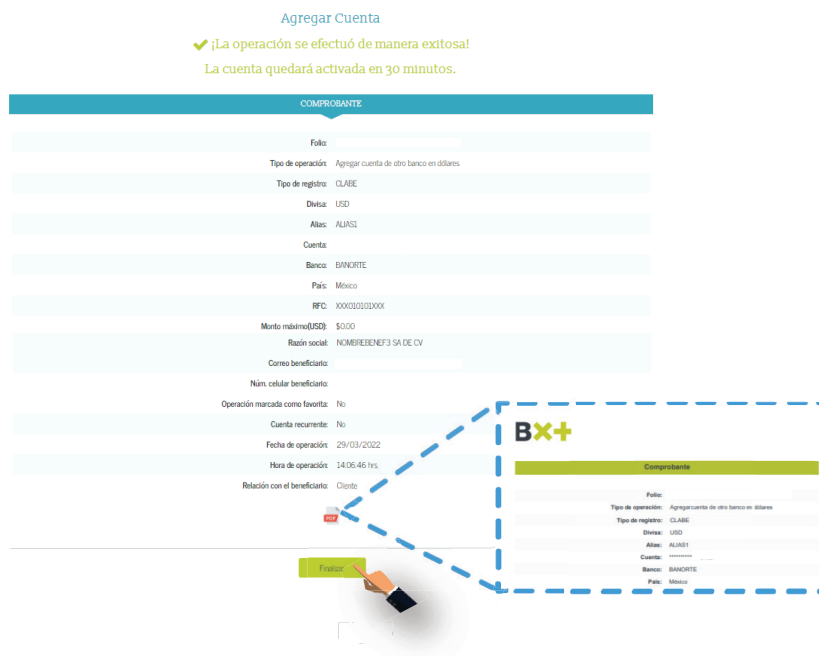 Agregar Cuenta
¡La operación se efectuó de manera exitosa!
La cuenta quedará activada en 30 minutos.
COMPROBANTE
Folio:
Tipo de operación: Agregar cuenta de otro banco en dólares.
Tipo de registro: CLABE
Divisa: USD
Alias: ALIAS1
Cuenta:
Banco: BANORTE
País: México
RFC: XXX010101XXX
Monto máximo(USD): $0.00
Razón social: NOMBREBENEF3 SA DE CV
Correo beneficiario:
Núm. celular beneficiario:
Operación marcada como favorita: No
Cuenta recurrente: No
Fecha de operación: 29/03/2022
Hora de operación: 14:06:46 hrs.
Relación con el beneficiario: Cliente
PDF
Finalizar
B×+
Comprobante
Folio:
Tipo de operación: Agregar cuenta de otro banco en dólares
Tipo de registro: CLABE
Divisa: USD
Alias: ALIAS1
Cuenta: **********
Banco: BANORTE
País: México